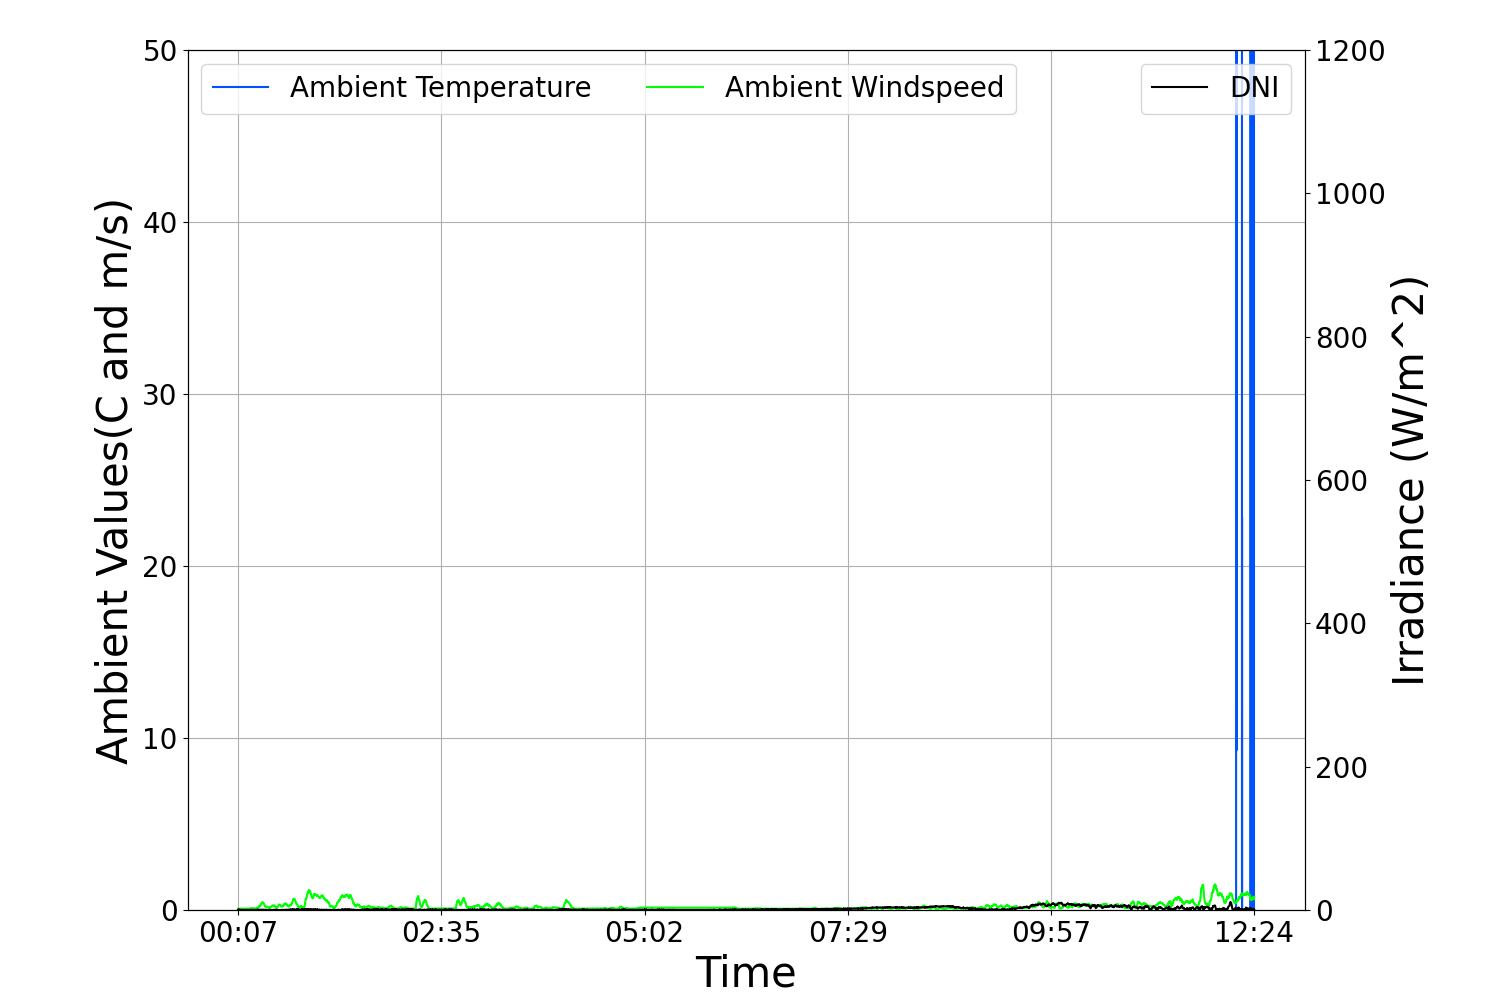 Ambient Temperature Ambient Windspeed DNI
Ambient Values(C and m/s)
50
40
30
20
10
0
1200
1000
800
600
400
200
0
Irradiance (W/m^2)
00:07 02:35 05:02 07:29 09:57 12:24
Time